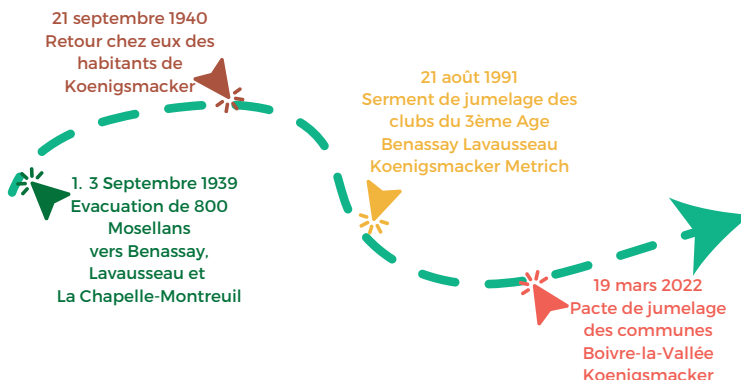 21 septembre 1940
Retour chez eux des
habitants de
Koenigsmacker
1. 3 Septembre 1939
Evacuation de 800
Mosellans
vers Benassay,
Lavausseau et
La Chapelle-Montreuil
21 août 1991
Serment de jumelage des
clubs du 3ème Age
Benassay Lavausseau
Koenigsmacker Metrich
19 mars 2022
Pacte de jumelage
des communes
Boivre-la-Vallée
Koenigsmacker